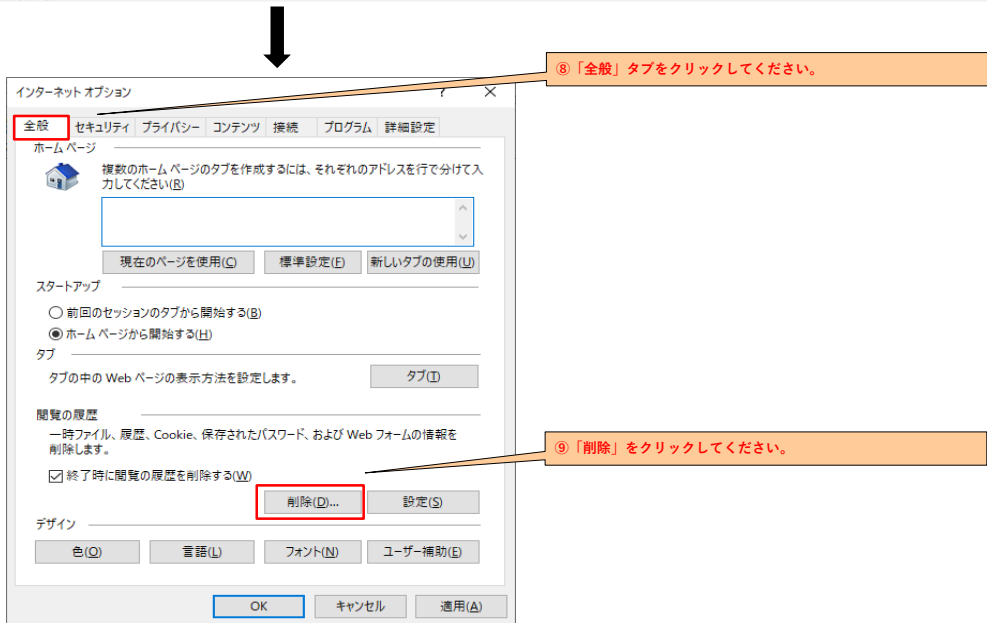 ⑧「全般」タブをクリックしてください。
インターネット オプション
?
全般 セキュリティ プライバシー コンテンツ 接続 プログラム 詳細設定
ホーム ページ
複数のホーム ページのタブを作成するには、それぞれのアドレスを行で分けて入
力してください(R)
現在のページを使用(C) 標準設定(F) 新しいタブの使用(U)
スタートアップ
前回のセッションのタブから開始する(B)
ホーム ページから開始する(H)
タブ
タブの中の Web ページの表示方法を設定します。 タブ(T)
閲覧の履歴
一時ファイル、履歴、Cookie、保存されたパスワード、および Web フォームの情報を
削除します。
⑨「削除」をクリックしてください。
終了時に閲覧の履歴を削除する(W)
削除(D)... 設定(S)
デザイン
色(O) 言語(L) フォント(N) ユーザー補助(E)
OK キャンセル 適用(A)